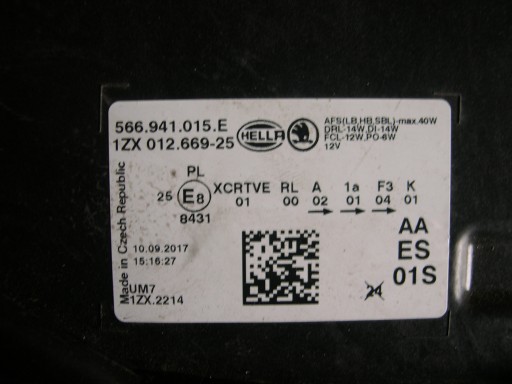 566.941.015.E
1ZX 012.669-25
HELLA
AFS(LB,HB,SBL)-max.40W
DRL-14W,DI-14W
FCL-12W,PO-6W
12V
PL
25 E8
8431
XCRTVE RL A 1a F3 K
01 00 02 01 04 01
Made in Czech Republic
10.09.2017
15:16:27
UM7
1ZX.2214
AA
ES
01S
24